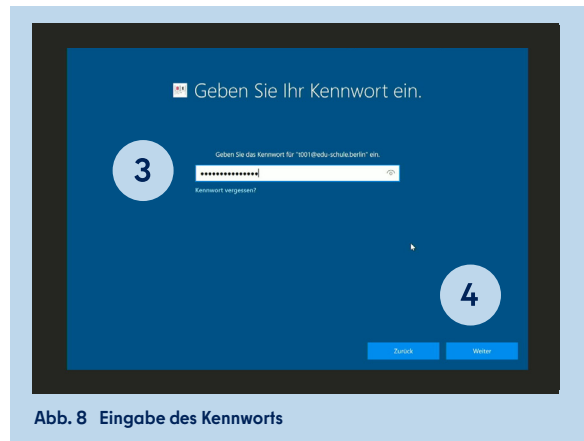 Geben Sie Ihr Kennwort ein.
Geben Sie das Kennwort für "t001@edu-schule.berlin" ein.
3
••••••••••••••••
Kennwort vergessen?
4
Zurück
Weiter
Abb. 8 Eingabe des Kennworts